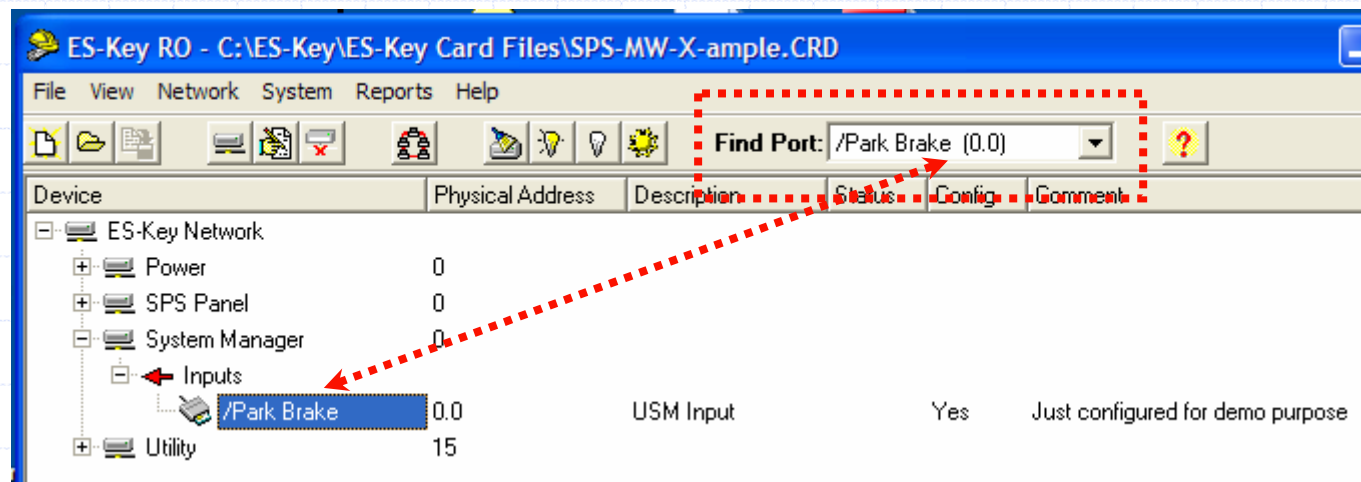 ES-Key RO - C:\ES-Key\ES-Key Card Files\SPS-MW-X-ample.CRD
File View Network System Reports Help
Find Port: /Park Brake (0.0)
?
Device Physical Address Description Status Config Comment
ES-Key Network
Power 0
SPS Panel 0
System Manager 0
Inputs
/Park Brake 0.0 USM Input Yes Just configured for demo purpose
Utility 15